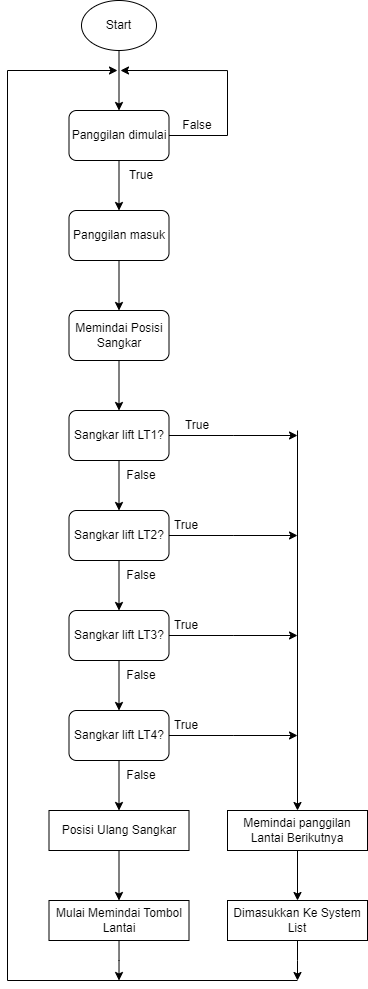 Start
Panggilan dimulai
False
True
Panggilan masuk
Memindai Posisi
Sangkar
Sangkar lift LT1?
True
False
Sangkar lift LT2?
True
False
Sangkar lift LT3?
True
False
Sangkar lift LT4?
True
False
Posisi Ulang Sangkar
Memindai panggilan
Lantai Berikutnya
Mulai Memindai Tombol
Lantai
Dimasukkan Ke System
List